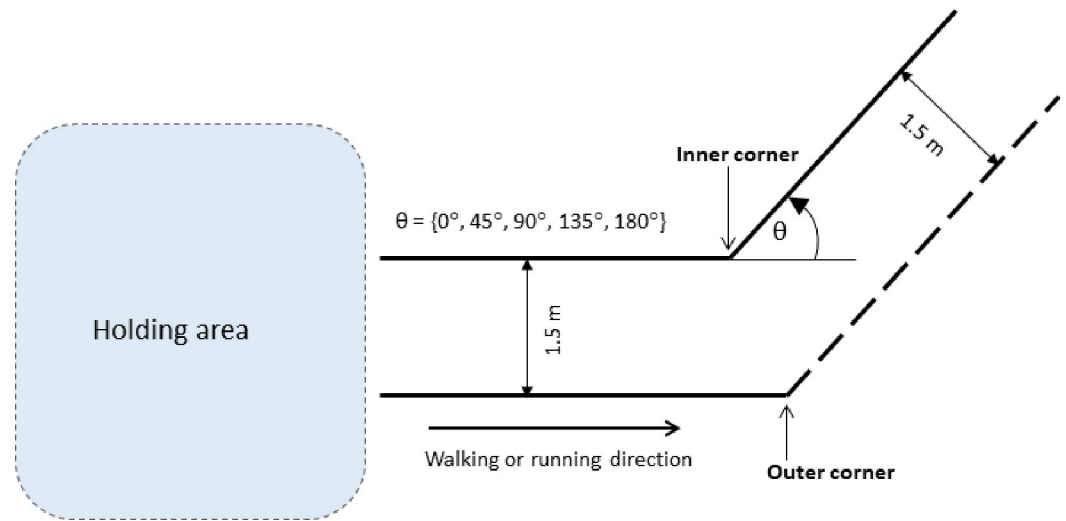 Inner corner
1.5 m
θ = {0°, 45°, 90°, 135°, 180°}
θ
Holding area
1.5 m
Walking or running direction
Outer corner